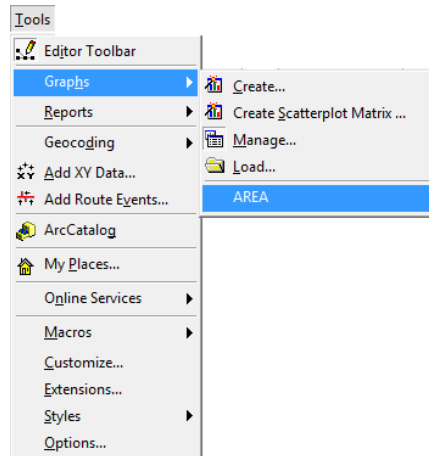 Tools
Editor Toolbar
Graphs
Reports
Geocoding
Add XY Data...
Add Route Events...
ArcCatalog
My Places...
Online Services
Macros
Customize...
Extensions...
Styles
Options...
Create...
Create Scatterplot Matrix ...
Manage...
Load...
AREA